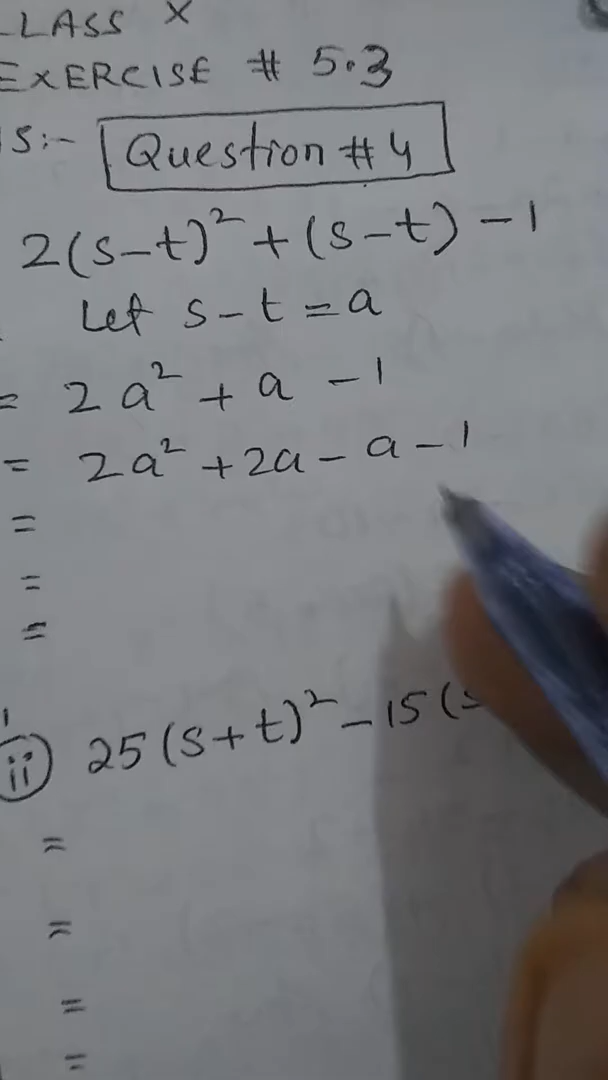 LASS X
EXERCISE # 5.3
S:- Question # 4
2(s-t)² + (s-t) - 1
Let s - t = a
= 2a² + a - 1
= 2a² + 2a - a - 1
=
=
=
(ii) 25(s+t)² - 15(s
=
=
=
=